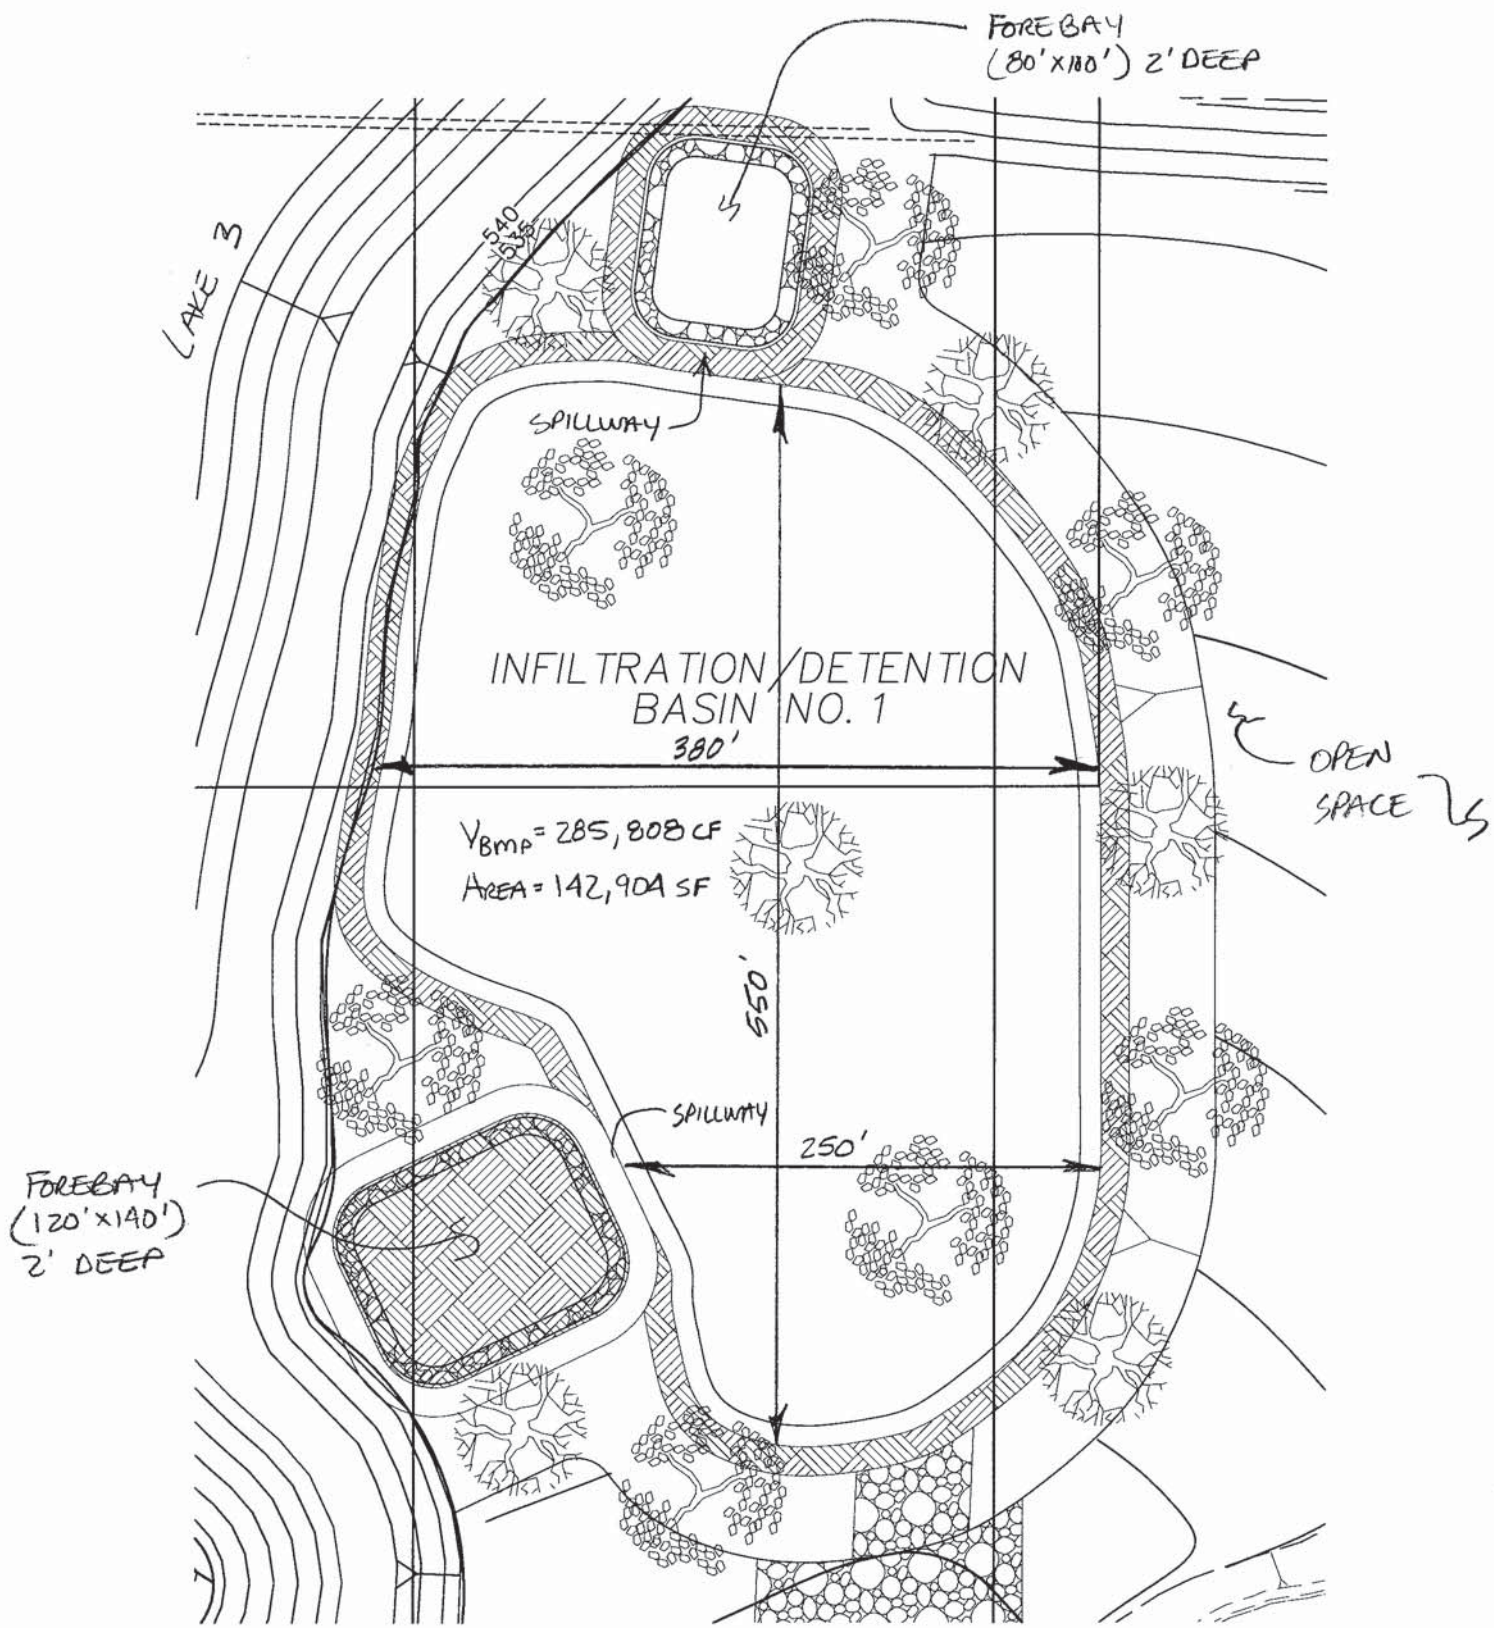 FOREBAY
(80'x100') 2' DEEP
LAKE 3
540
535
SPILLWAY
INFILTRATION/DETENTION
BASIN NO. 1
380'
OPEN
SPACE
VBMP = 285,808 CF
AREA = 142,904 SF
550'
SPILLWAY
250'
FOREBAY
(120'x140')
2' DEEP